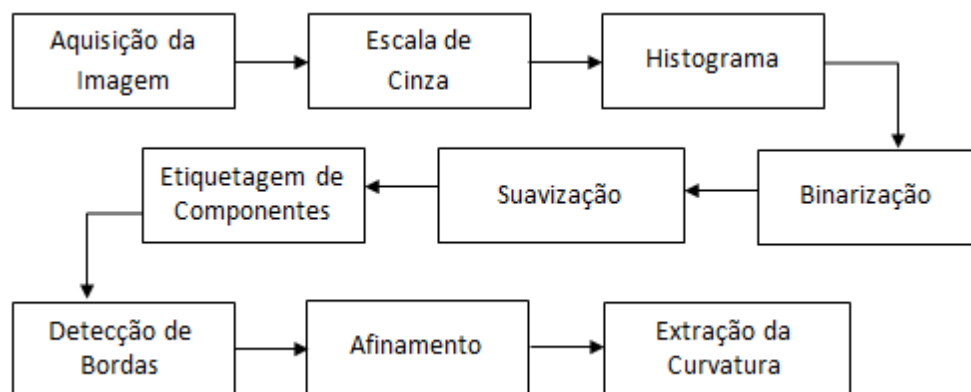 Aquisição da
Imagem
Escala de
Cinza
Histograma
Binarização
Suavização
Etiquetagem de
Componentes
Detecção de
Bordas
Afinamento
Extração da
Curvatura